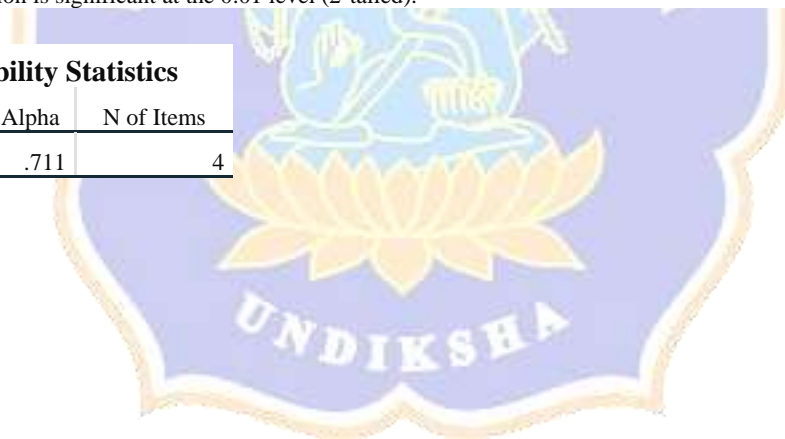 ion is significant at the 0.01 level (2-tailed).
bility Statistics
Alpha N of Items
.711 4
UNDIKSHA